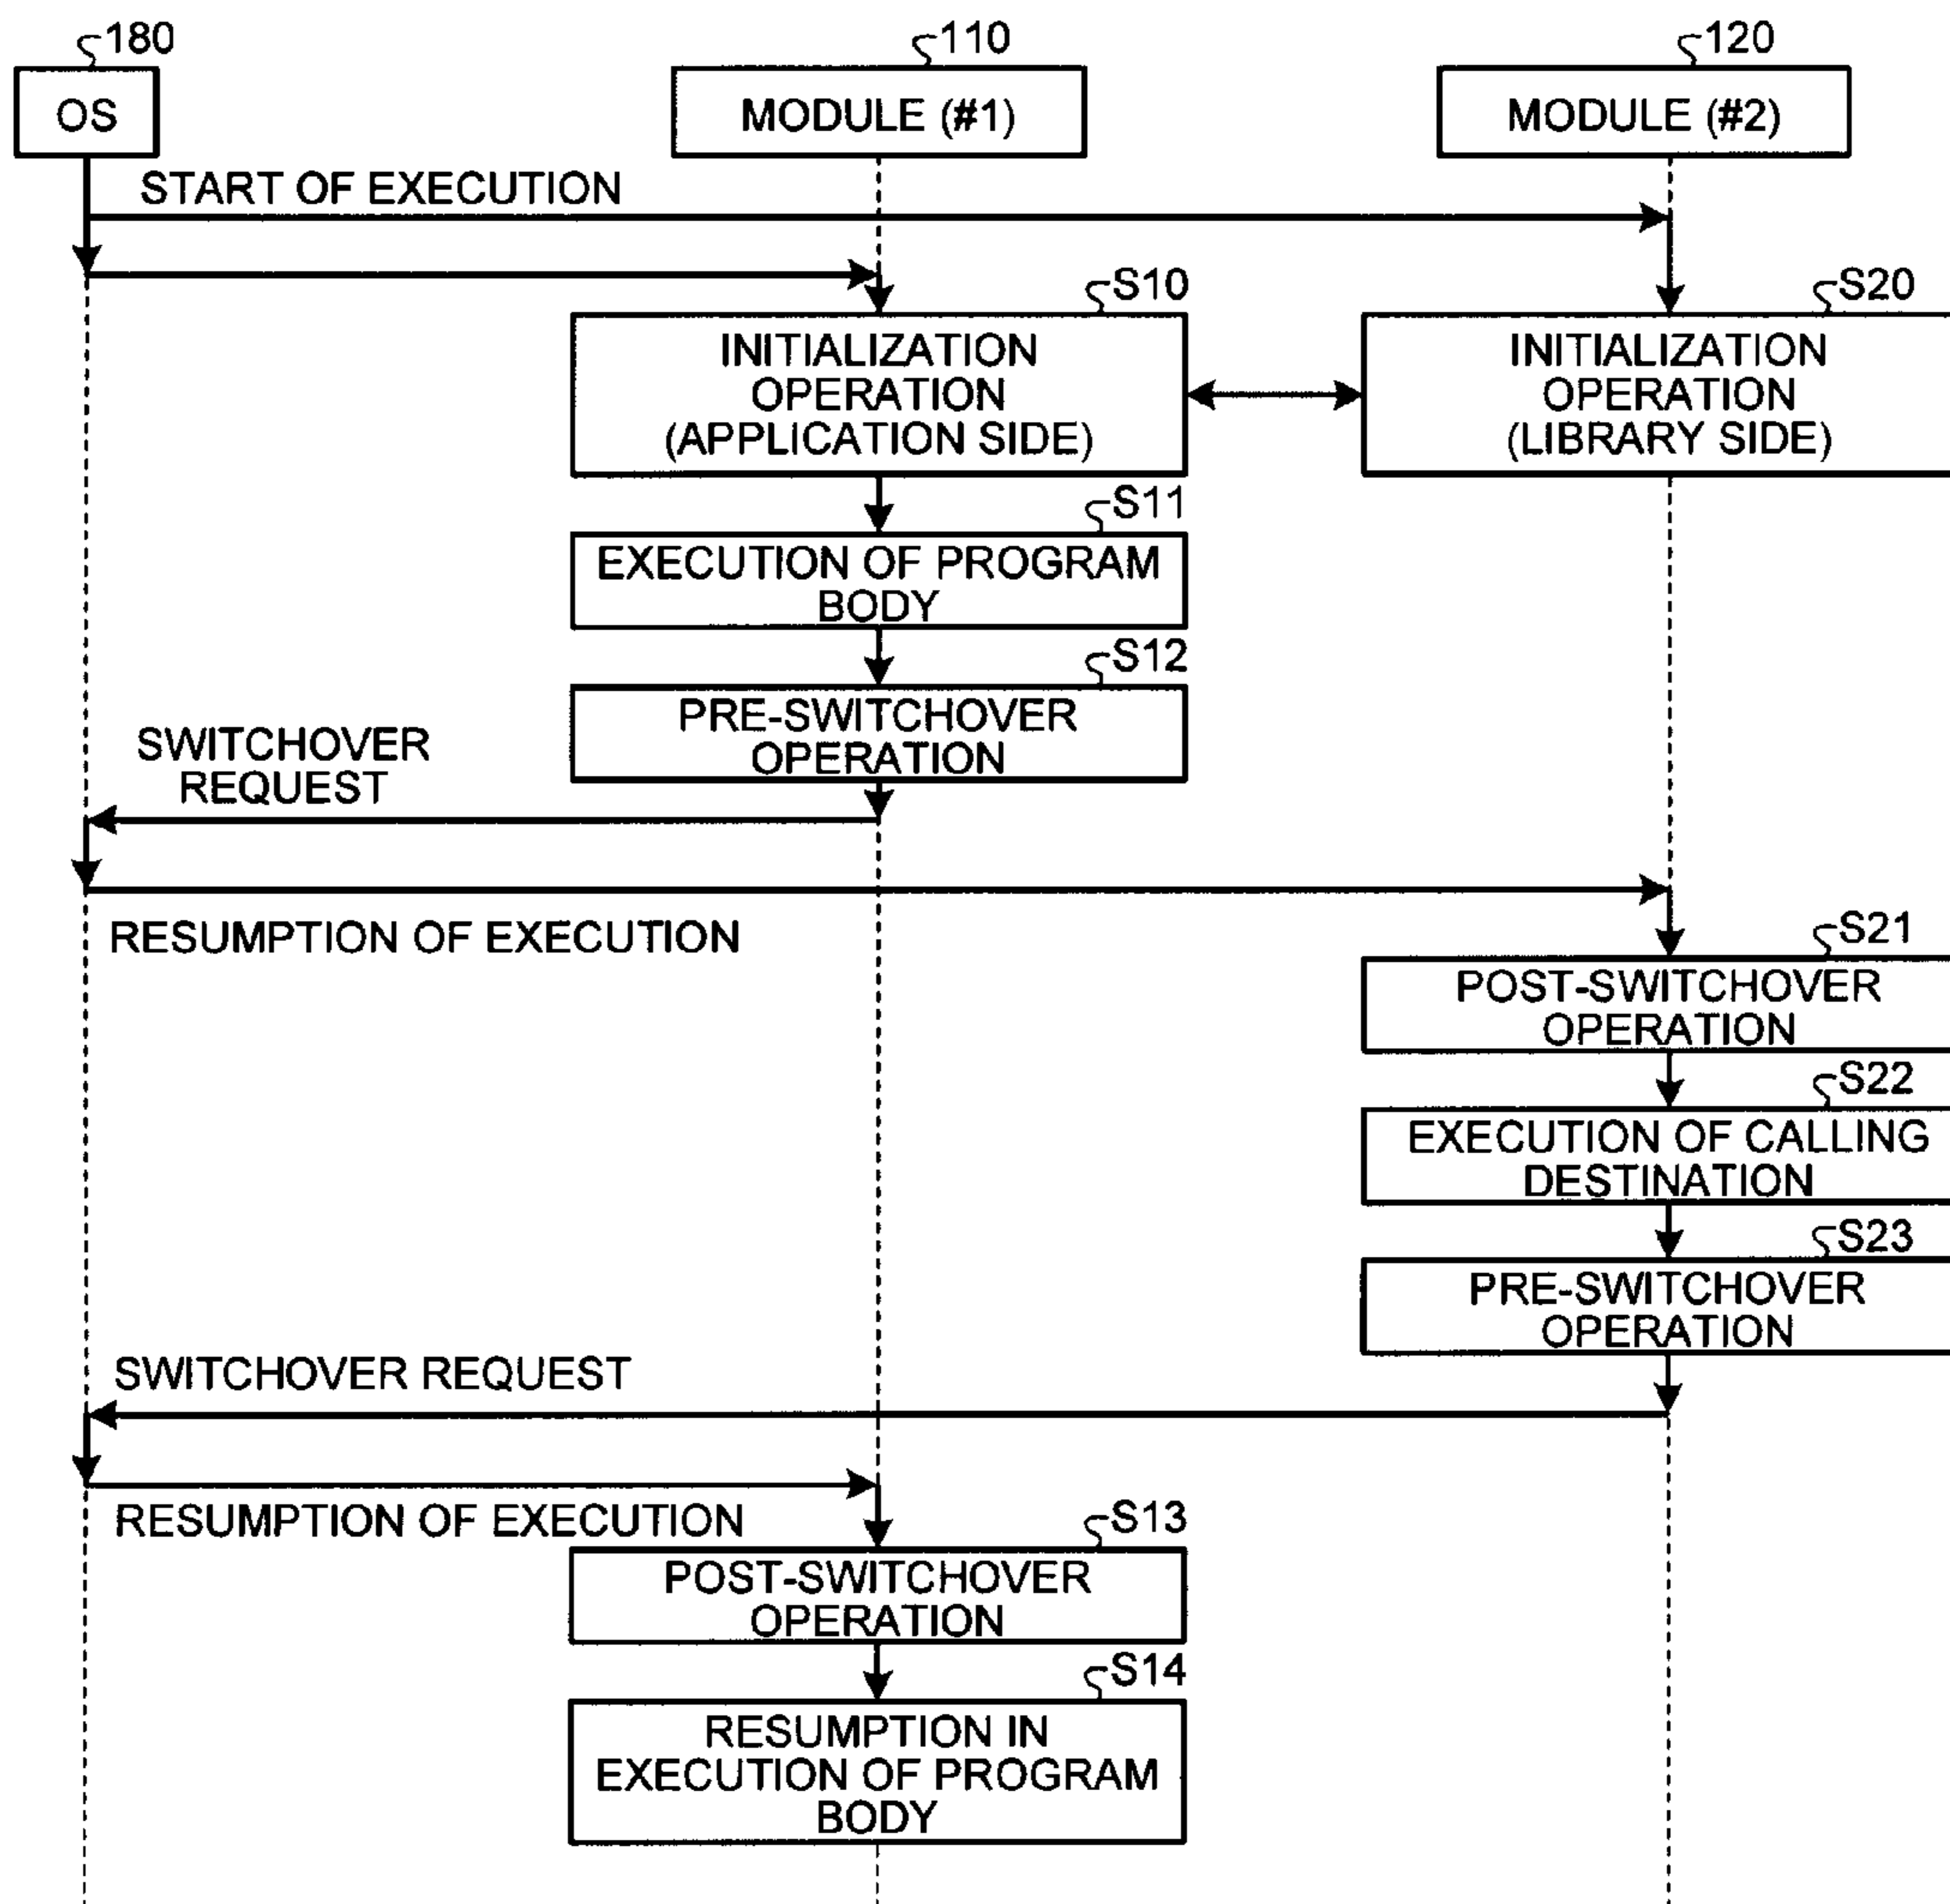 180
110
120
OS
MODULE (#1)
MODULE (#2)
START OF EXECUTION
S10
S20
INITIALIZATION
OPERATION
(APPLICATION SIDE)
INITIALIZATION
OPERATION
(LIBRARY SIDE)
S11
EXECUTION OF PROGRAM
BODY
S12
PRE-SWITCHOVER
OPERATION
SWITCHOVER
REQUEST
RESUMPTION OF EXECUTION
S21
POST-SWITCHOVER
OPERATION
S22
EXECUTION OF CALLING
DESTINATION
S23
PRE-SWITCHOVER
OPERATION
SWITCHOVER REQUEST
RESUMPTION OF EXECUTION
S13
POST-SWITCHOVER
OPERATION
S14
RESUMPTION IN
EXECUTION OF PROGRAM
BODY